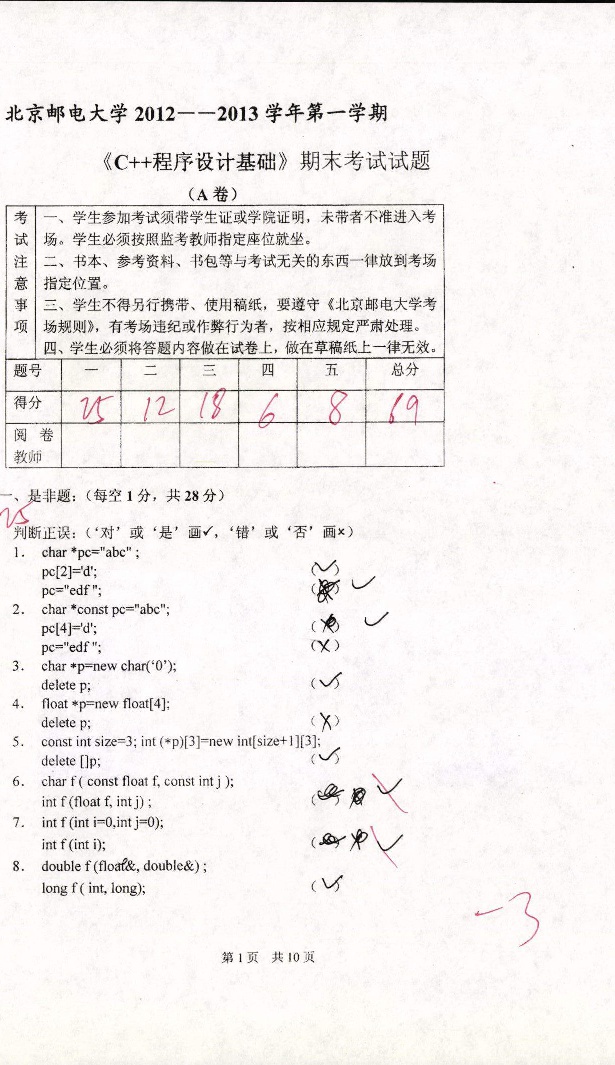 北京邮电大学 2012——2013 学年第一学期
《C++程序设计基础》期末考试试题
（A 卷）
考试注意事项
一、学生参加考试须带学生证或学院证明，未带者不准进入考
场。学生必须按照监考教师指定座位就坐。
二、书本、参考资料、书包等与考试无关的东西一律放到考场
指定位置。
三、学生不得另行携带、使用稿纸，要遵守《北京邮电大学考
场规则》，有考场违纪或作弊行为者，按相应规定严肃处理。
四、学生必须将答题内容做在试卷上，做在草稿纸上一律无效。
题号 一 二 三 四 五 总分
得分 25 12 18 6 8 69
阅 卷
教师
一、是非题：（每空 1 分，共 28 分）
25
判断正误：（‘对’或‘是’画✓，‘错’或‘否’画×）
1. char *pc="abc" ;
pc[2]='d'; (✓)
pc="edf "; ( ) ✓
2. char *const pc="abc";
pc[4]='d'; ( ) ✓
pc="edf "; (×)
3. char *p=new char(‘0’);
delete p; (✓)
4. float *p=new float[4];
delete p; (×)
5. const int size=3; int (*p)[3]=new int[size+1][3];
delete []p; (✓)
6. char f ( const float f, const int j );
int f (float f, int j) ; ( ) ✓
7. int f (int i=0,int j=0);
int f (int i); ( ) ✓
8. double f (float&, double&) ;
long f ( int, long); (✓)
-3
第 1 页 共 10 页